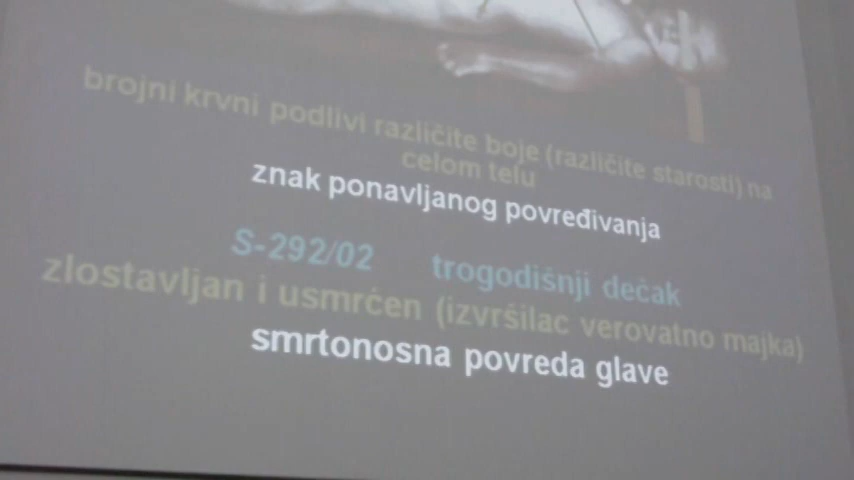 brojni krvni podlivi različite boje (različite starosti) na
celom telu
znak ponavljanog povređivanja
S-292/02 trogodišnji dečak
zlostavljan i usmrćen (izvršilac verovatno majka)
smrtonosna povreda glave